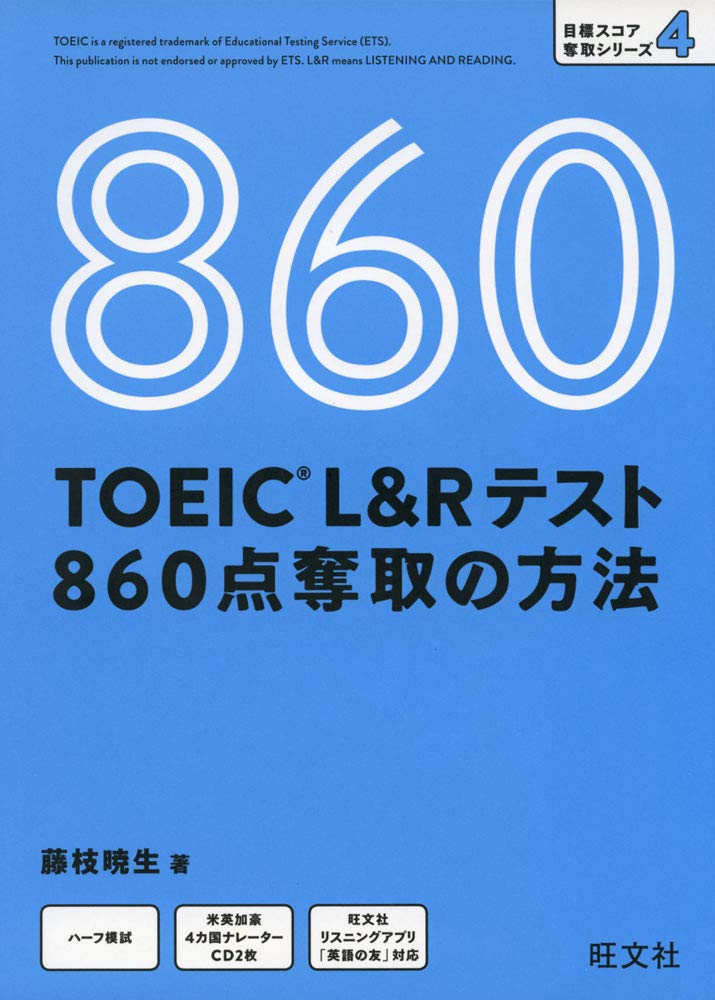 TOEIC is a registered trademark of Educational Testing Service (ETS).
This publication is not endorsed or approved by ETS. L&R means LISTENING AND READING.
目標スコア
奪取シリーズ4
860
TOEIC® L&Rテスト
860点奪取の方法
藤枝暁生 著
ハーフ模試
米英加豪
4カ国ナレーター
CD2枚
旺文社
リスニングアプリ
「英語の友」対応
旺文社